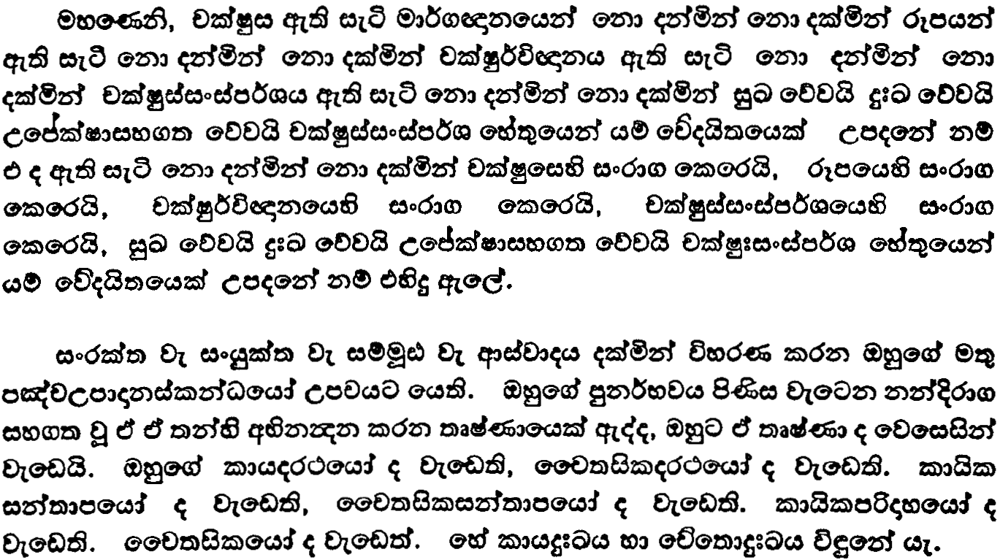 මහණෙනි, චක්ෂුස ඇති සැටි මාර්ගඥානයෙන් නො දන්මින් නො දක්මින් රූපයන්
ඇති සැටි නො දන්මින් නො දක්මින් චක්ෂුර්විඥානය ඇති සැටි නො දන්මින් නො
දක්මින් චක්ෂුස්සංස්පර්ශය ඇති සැටි නො දන්මින් නො දක්මින් සුඛ වේවයි දුඃඛ වේවයි
උපේක්ෂාසහගත වේවයි චක්ෂුස්සංස්පර්ශ හේතුයෙන් යම් වේදයිතයෙක් උපදනේ නම්
එ ද ඇති සැටි නො දන්මින් නො දක්මින් චක්ෂුසෙහි සංරාග කෙරෙයි, රූපයෙහි සංරාග
කෙරෙයි, චක්ෂුර්විඥානයෙහි සංරාග කෙරෙයි, චක්ෂුස්සංස්පර්ශයෙහි සංරාග
කෙරෙයි, සුඛ වේවයි දුඃඛ වේවයි උපේක්ෂාසහගත වේවයි චක්ෂුඃසංස්පර්ශ හේතුයෙන්
යම් වේදයිතයෙක් උපදනේ නම් එහිදු ඇලේ.
සංරක්ත වැ සංයුක්ත වැ සම්මූඪ වැ ආස්වාදය දක්මින් විහරණ කරන ඔහුගේ මතු
පඤ්චඋපාදානස්කන්ධයෝ උපචයට යෙති. ඔහුගේ පුනර්භවය පිණිස වැටෙන නන්දිරාග
සහගත වූ ඒ ඒ තන්හි අභිනන්දන කරන තෘෂ්ණායෙක් ඇද්ද, ඔහුට ඒ තෘෂ්ණා ද වෙසෙසින්
වැඩෙයි. ඔහුගේ කායදරථයෝ ද වැඩෙති, චෛතසිකදරථයෝ ද වැඩෙති. කායික
සන්තාපයෝ ද වැඩෙති, චෛතසිකසන්තාපයෝ ද වැඩෙති. කායිකපරිදාහයෝ ද
වැඩෙති. චෛතසිකයෝ ද වැඩෙත්. හේ කායදුඃඛය හා චේතොදුඃඛය විඳුනේ යැ.